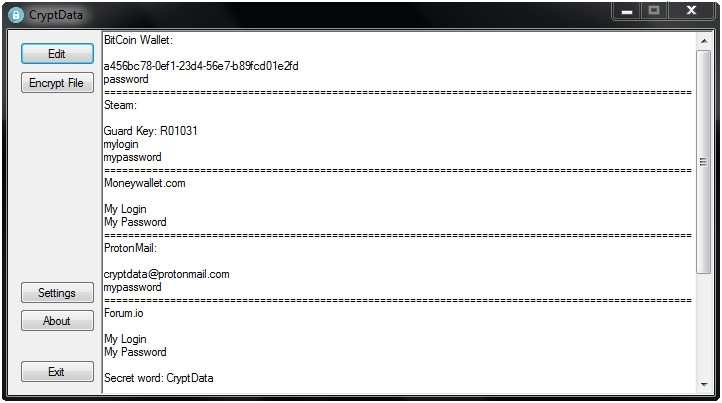 CryptData
Edit
Encrypt File
Settings
About
Exit
BitCoin Wallet:
a456bc78-0ef1-23d4-56e7-b89fcd01e2fd
password
==========================================================================================
Steam:
Guard Key: R01031
mylogin
mypassword
==========================================================================================
Moneywallet.com
My Login
My Password
==========================================================================================
ProtonMail:
cryptdata@protonmail.com
mypassword
==========================================================================================
Forum.io
My Login
My Password
Secret word: CryptData